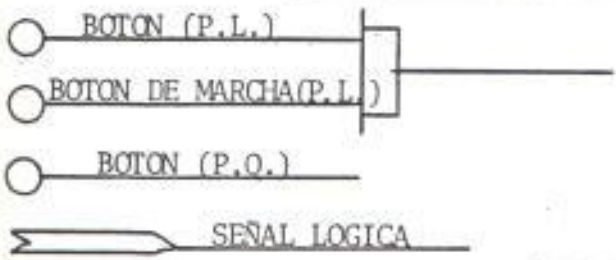 BOTON (P.L.)
BOTON DE MARCHA(P.L.)
BOTON (P.O.)
SEÑAL LOGICA